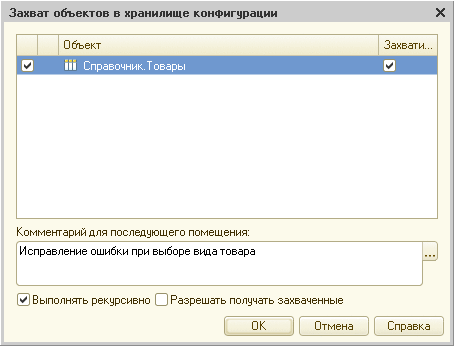 Захват объектов в хранилище конфигурации
Объект Захвати...
Справочник.Товары
Комментарий для последующего помещения:
Исправление ошибки при выборе вида товара
...
Выполнять рекурсивно Разрешать получать захваченные
OK Отмена Справка